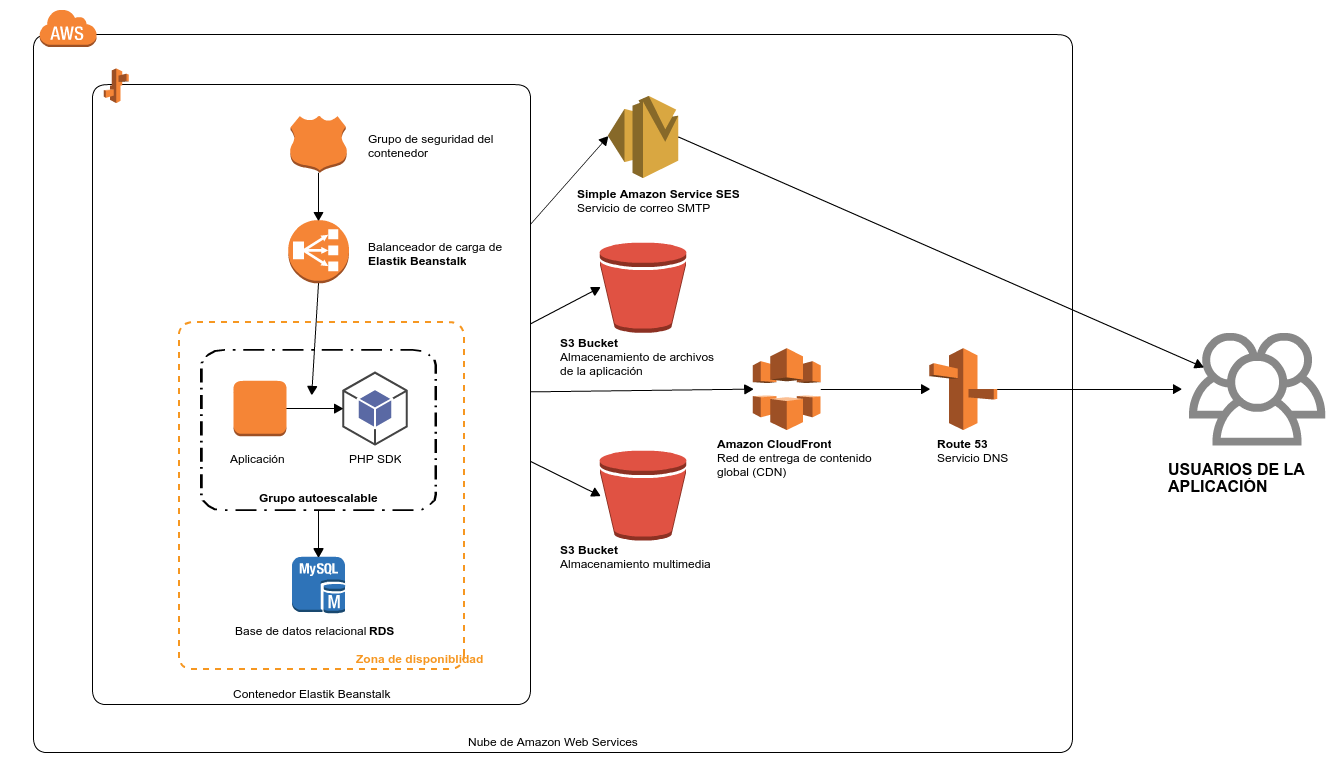 AWS
Grupo de seguridad del
contenedor
Balanceador de carga de
Elastik Beanstalk
Aplicación
PHP SDK
Grupo autoescalable
MySQL
M
Base de datos relacional RDS
Zona de disponiblidad
Contenedor Elastik Beanstalk
Simple Amazon Service SES
Servicio de correo SMTP
S3 Bucket
Almacenamiento de archivos
de la aplicación
Amazon CloudFront
Red de entrega de contenido
global (CDN)
Route 53
Servicio DNS
S3 Bucket
Almacenamiento multimedia
USUARIOS DE LA
APLICACIÓN
Nube de Amazon Web Services